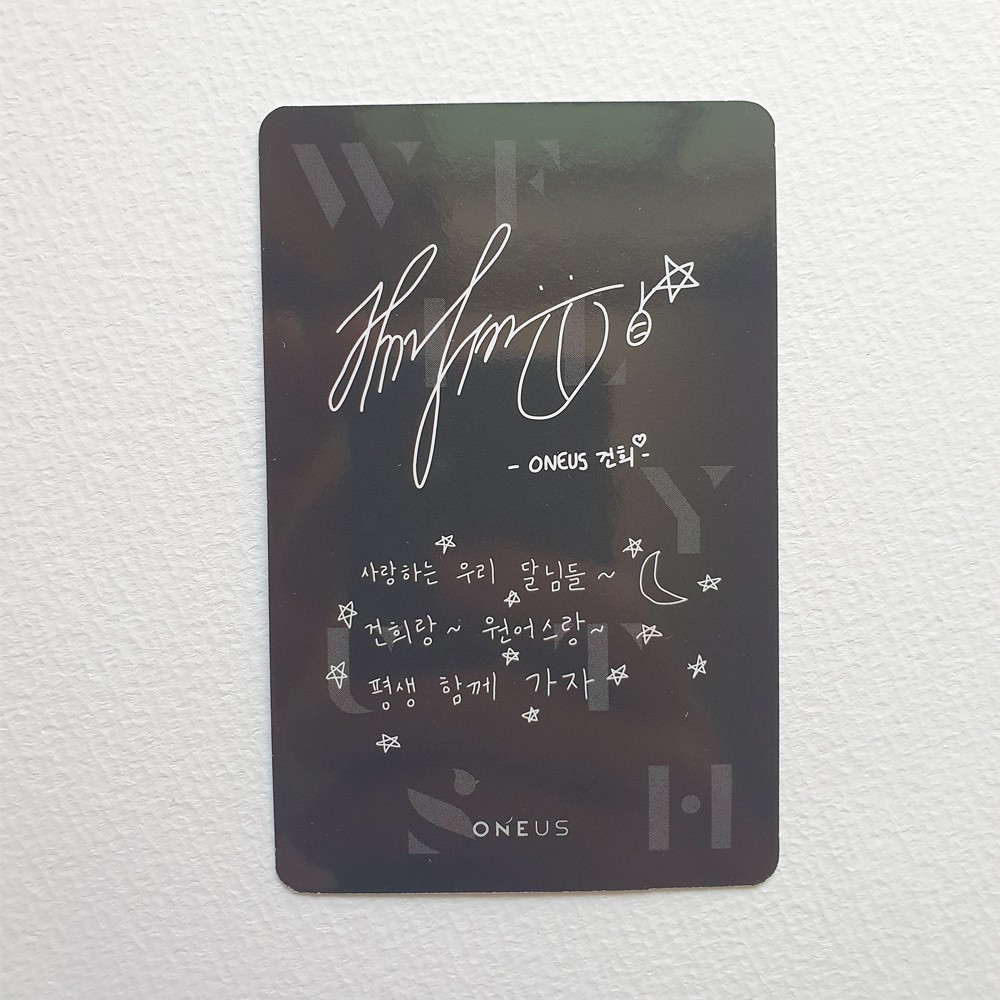 - ONEUS 건희 -
사랑하는 우리 달님들 ~
건희랑 ~ 원어스랑 ~
평생 함께 가자
ONEUS